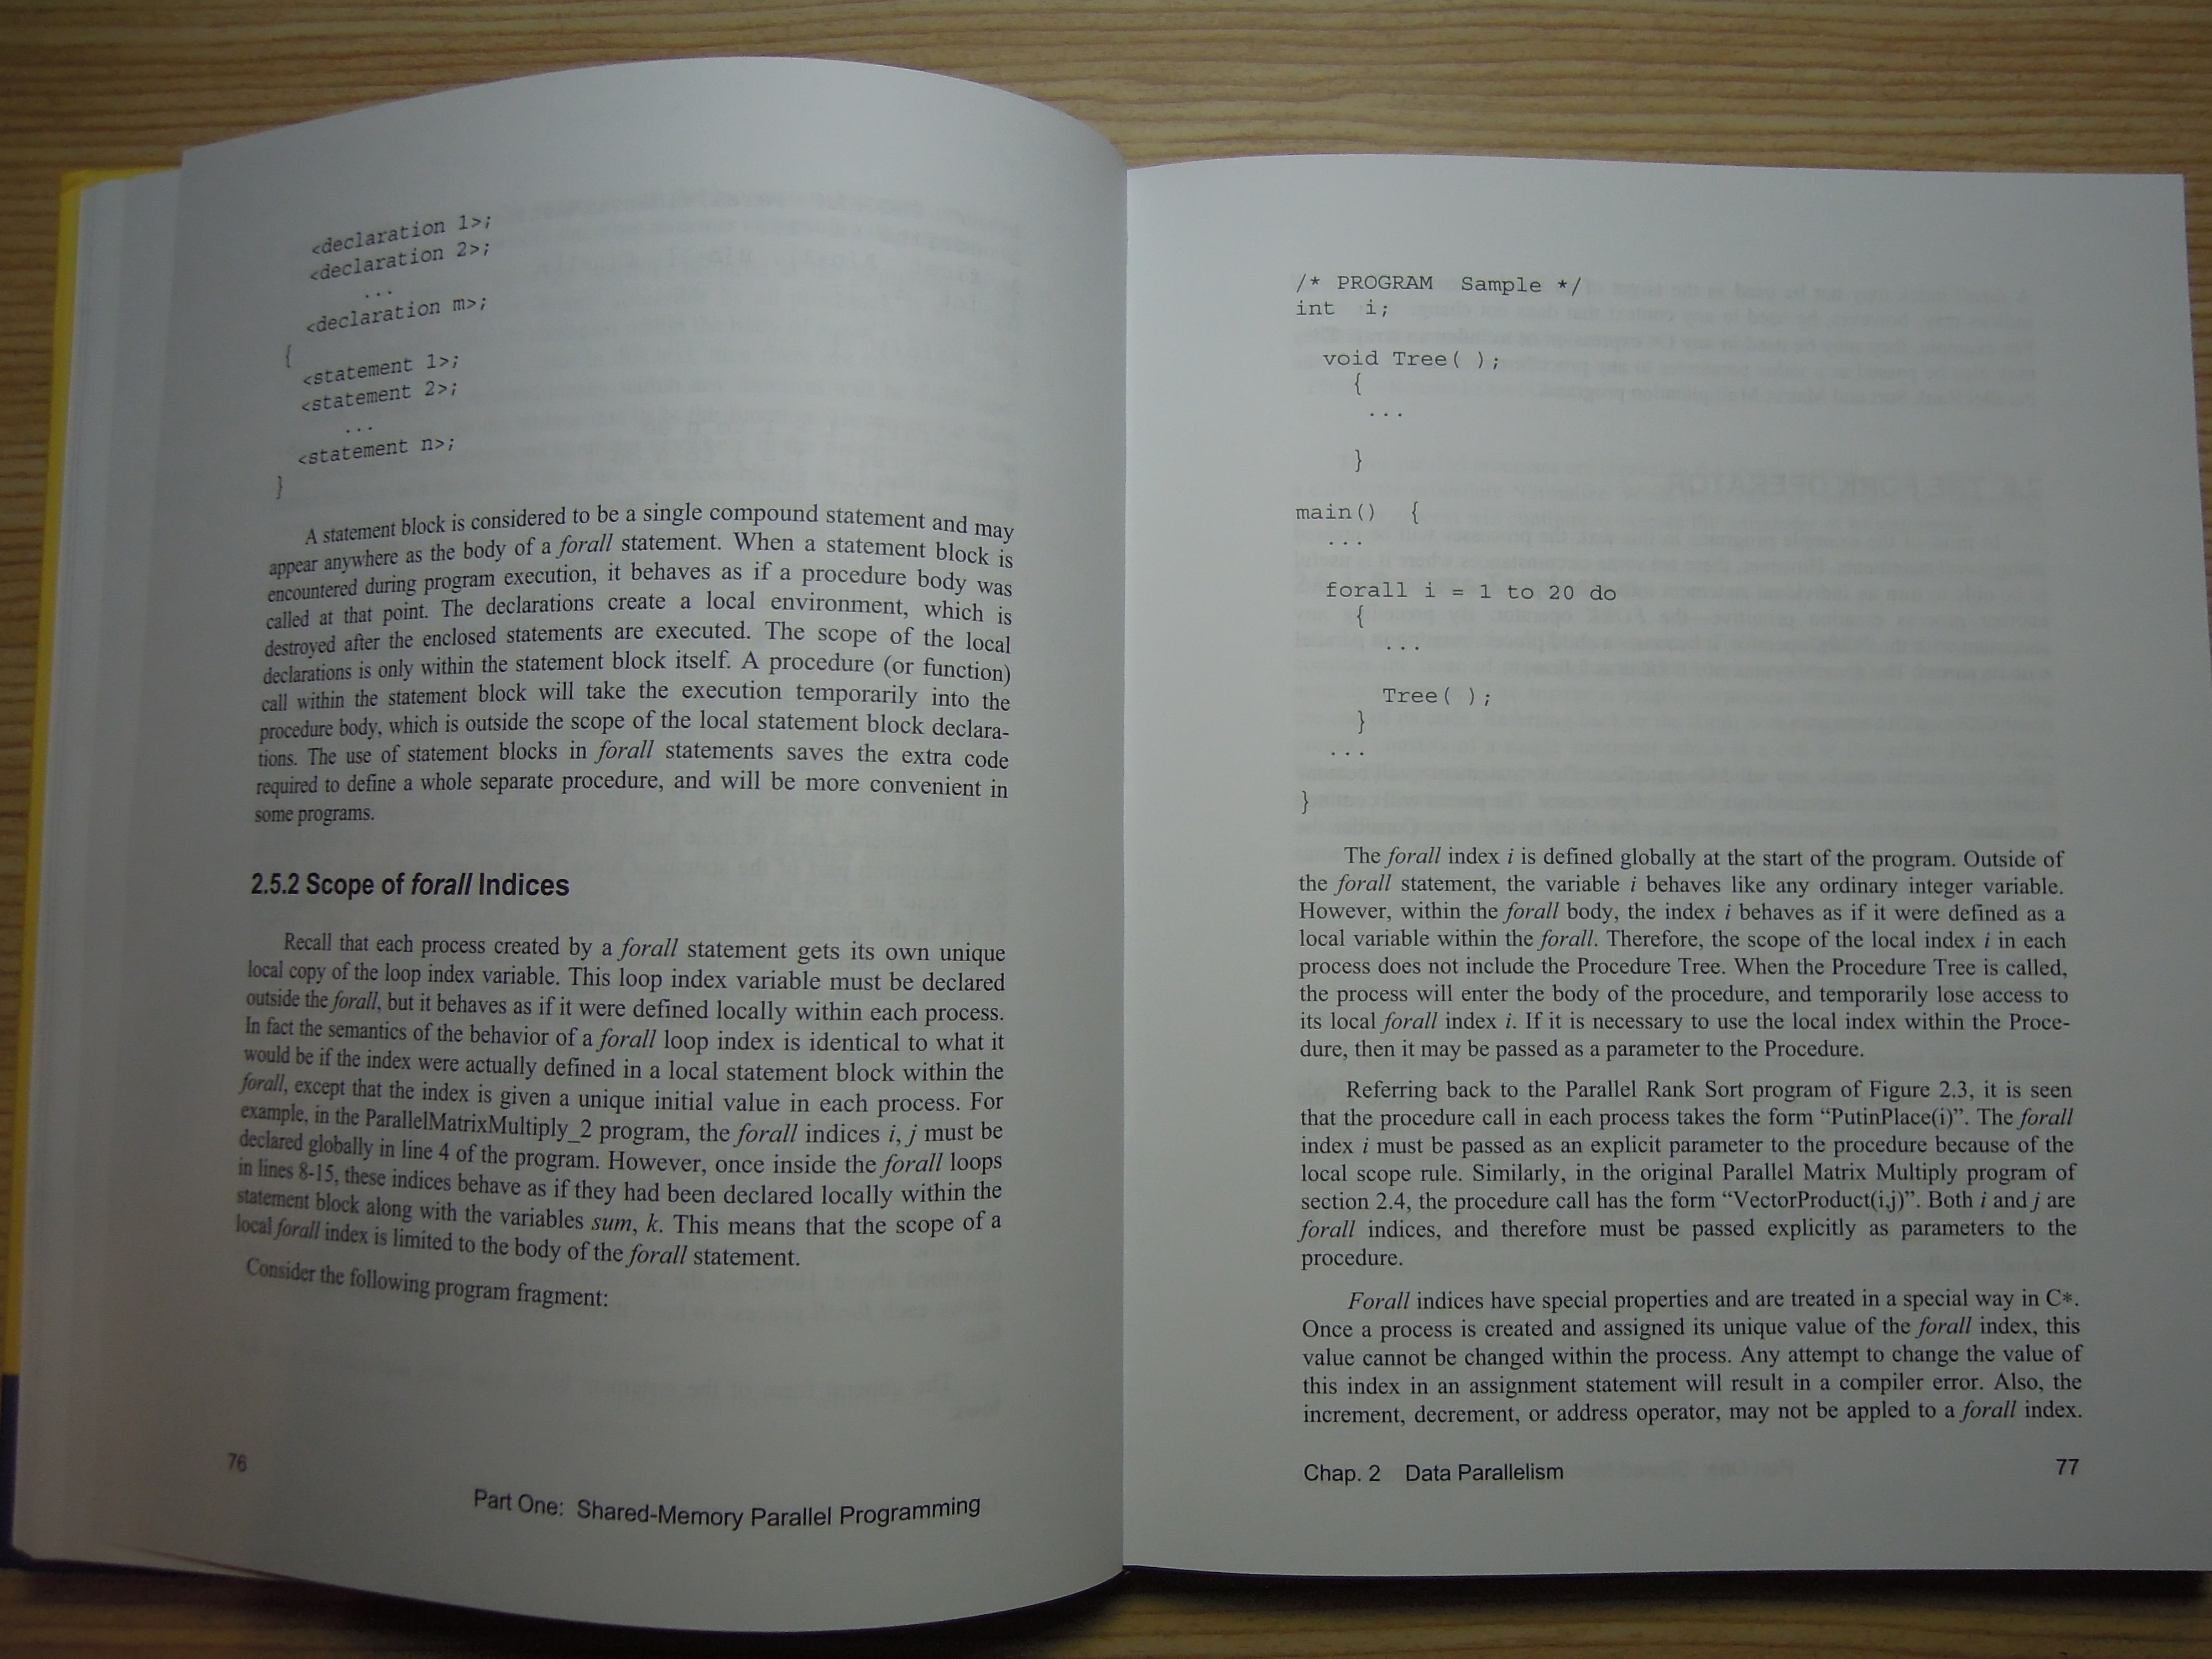 <declaration 1>;
<declaration 2>;
...
<declaration m>;
{
<statement 1>;
<statement 2>;
...
<statement n>;
}
A statement block is considered to be a single compound statement and may
appear anywhere as the body of a forall statement. When a statement block is
encountered during program execution, it behaves as if a procedure body was
called at that point. The declarations create a local environment, which is
destroyed after the enclosed statements are executed. The scope of the local
declarations is only within the statement block itself. A procedure (or function)
call within the statement block will take the execution temporarily into the
procedure body, which is outside the scope of the local statement block declara-
tions. The use of statement blocks in forall statements saves the extra code
required to define a whole separate procedure, and will be more convenient in
some programs.
2.5.2 Scope of forall Indices
Recall that each process created by a forall statement gets its own unique
local copy of the loop index variable. This loop index variable must be declared
outside the forall, but it behaves as if it were defined locally within each process.
In fact the semantics of the behavior of a forall loop index is identical to what it
would be if the index were actually defined in a local statement block within the
forall, except that the index is given a unique initial value in each process. For
example, in the ParallelMatrixMultiply_2 program, the forall indices i, j must be
declared globally in line 4 of the program. However, once inside the forall loops
in lines 8-15, these indices behave as if they had been declared locally within the
statement block along with the variables sum, k. This means that the scope of a
local forall index is limited to the body of the forall statement.
Consider the following program fragment:
76
Part One: Shared-Memory Parallel Programming
/* PROGRAM Sample */
int i;
void Tree( );
{
...
}
main() {
...
forall i = 1 to 20 do
{
...
Tree( );
}
...
}
The forall index i is defined globally at the start of the program. Outside of
the forall statement, the variable i behaves like any ordinary integer variable.
However, within the forall body, the index i behaves as if it were defined as a
local variable within the forall. Therefore, the scope of the local index i in each
process does not include the Procedure Tree. When the Procedure Tree is called,
the process will enter the body of the procedure, and temporarily lose access to
its local forall index i. If it is necessary to use the local index within the Proce-
dure, then it may be passed as a parameter to the Procedure.
Referring back to the Parallel Rank Sort program of Figure 2.3, it is seen
that the procedure call in each process takes the form “PutinPlace(i)”. The forall
index i must be passed as an explicit parameter to the procedure because of the
local scope rule. Similarly, in the original Parallel Matrix Multiply program of
section 2.4, the procedure call has the form “VectorProduct(i,j)”. Both i and j are
forall indices, and therefore must be passed explicitly as parameters to the
procedure.
Forall indices have special properties and are treated in a special way in C*.
Once a process is created and assigned its unique value of the forall index, this
value cannot be changed within the process. Any attempt to change the value of
this index in an assignment statement will result in a compiler error. Also, the
increment, decrement, or address operator, may not be appled to a forall index.
Chap. 2 Data Parallelism
77